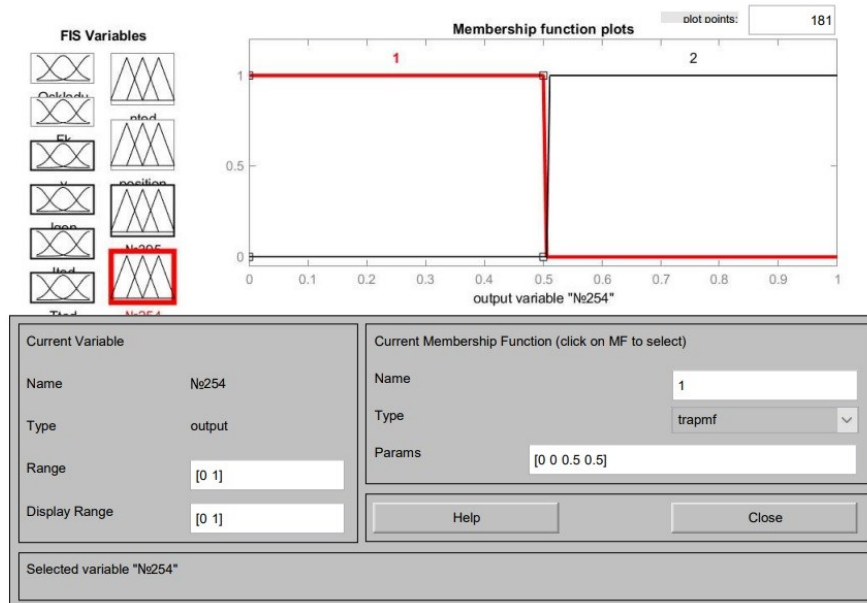 plot points:
181
FIS Variables
Membership function plots
1
2
1
0.5
0
0 0.1 0.2 0.3 0.4 0.5 0.6 0.7 0.8 0.9 1
output variable "№254"
position
№254
Current Variable
Name №254
Type output
Range [0 1]
Display Range [0 1]
Current Membership Function (click on MF to select)
Name 1
Type trapmf
Params [0 0 0.5 0.5]
Help Close
Selected variable "№254"